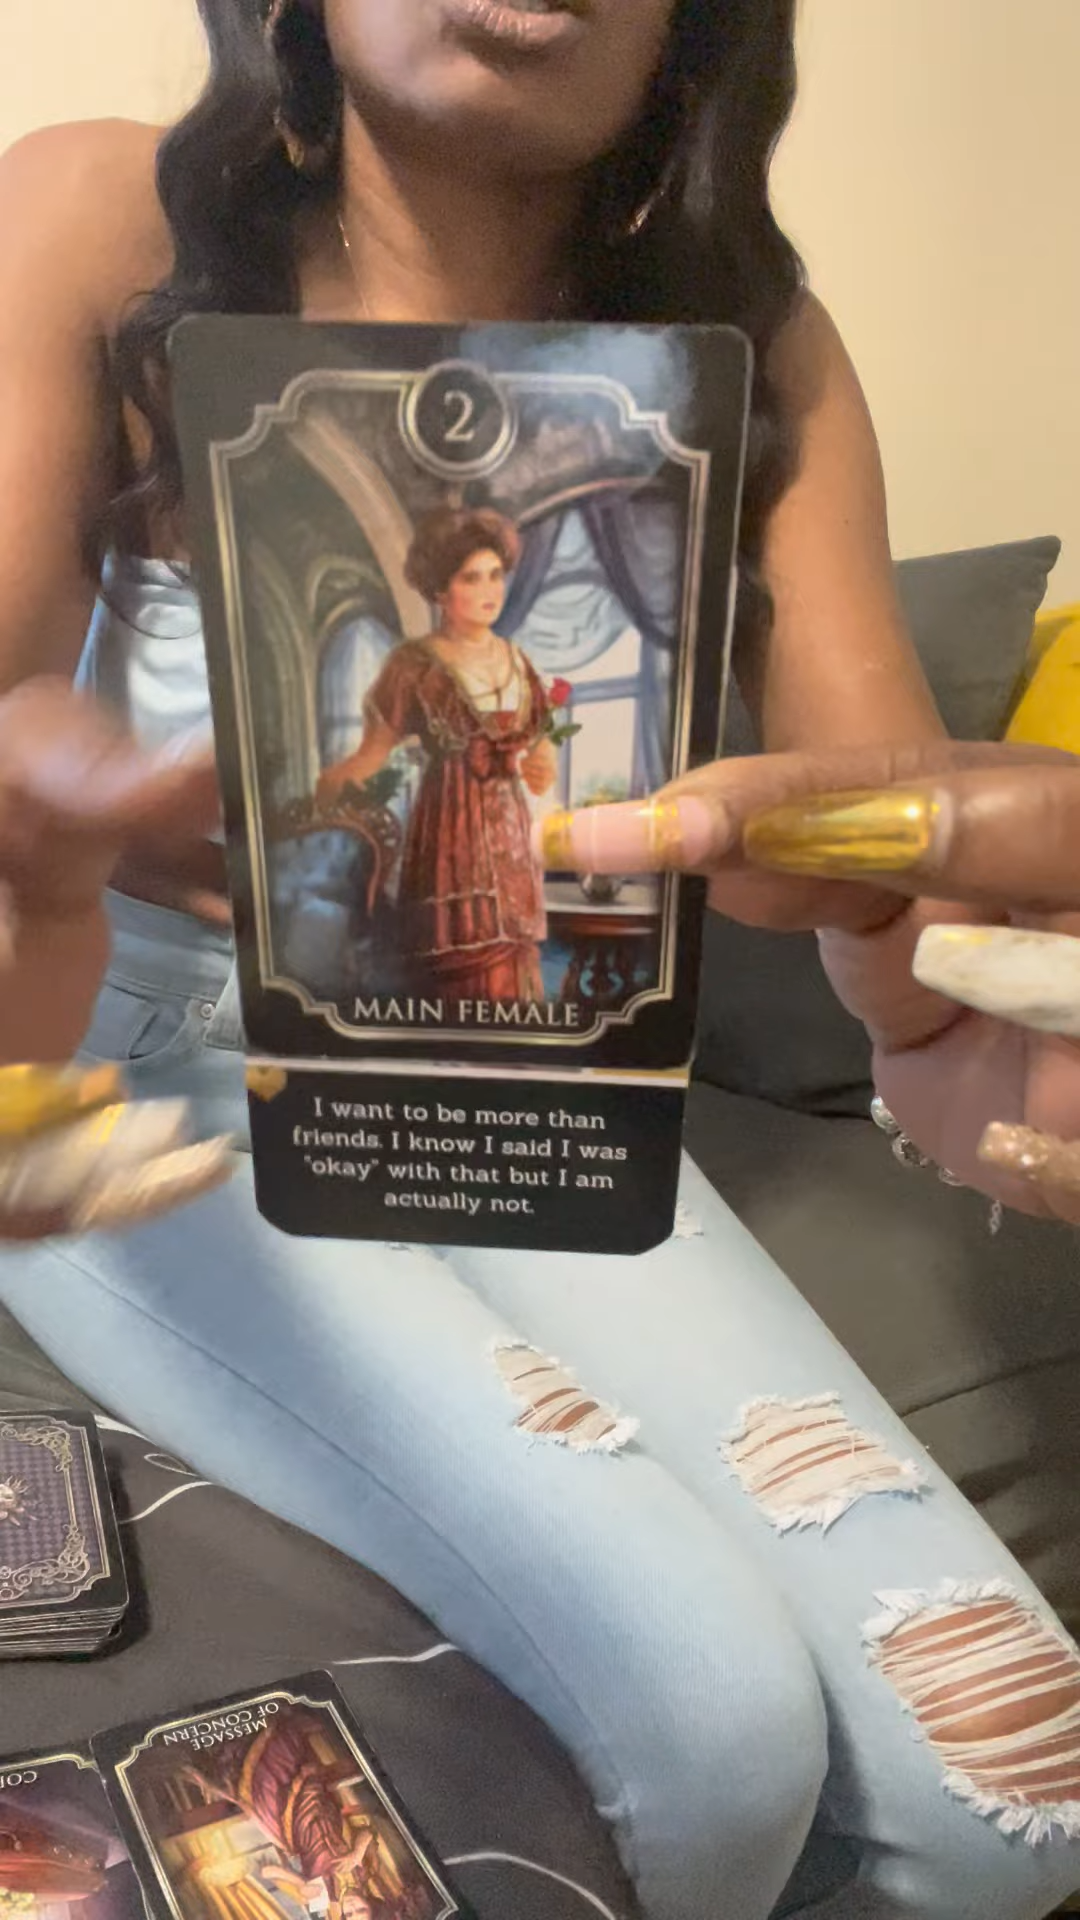 2
MAIN FEMALE
I want to be more than
friends. I know I said I was
"okay" with that but I am
actually not.
MESSAGE
OF CONCERN